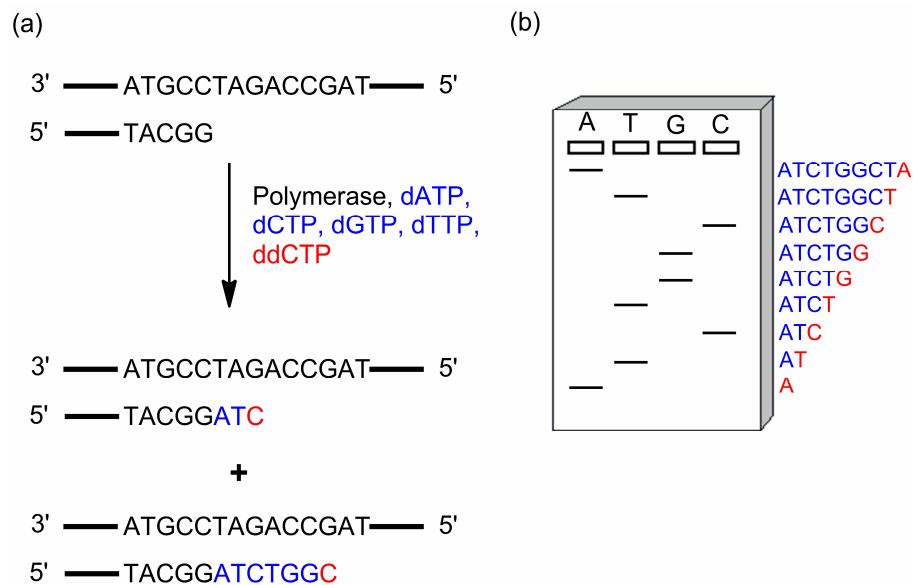 (a)
3' ATGCCTAGACCGAT 5'
5' TACGG
Polymerase, dATP,
dCTP, dGTP, dTTP,
ddCTP
3' ATGCCTAGACCGAT 5'
5' TACGGATC
+
3' ATGCCTAGACCGAT 5'
5' TACGGATCTGGC
(b)
A T G C
ATCTGGCTA
ATCTGGCT
ATCTGGC
ATCTGG
ATCTG
ATCT
ATC
AT
A